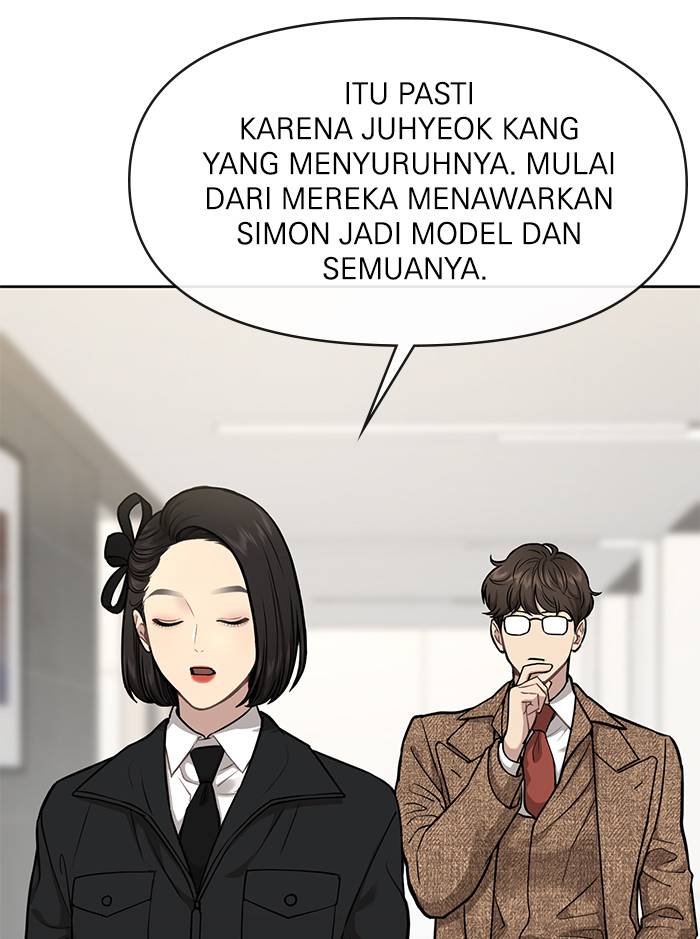 ITU PASTI
KARENA JUHYEOK KANG
YANG MENYURUHNYA. MULAI
DARI MEREKA MENAWARKAN
SIMON JADI MODEL DAN
SEMUANYA.